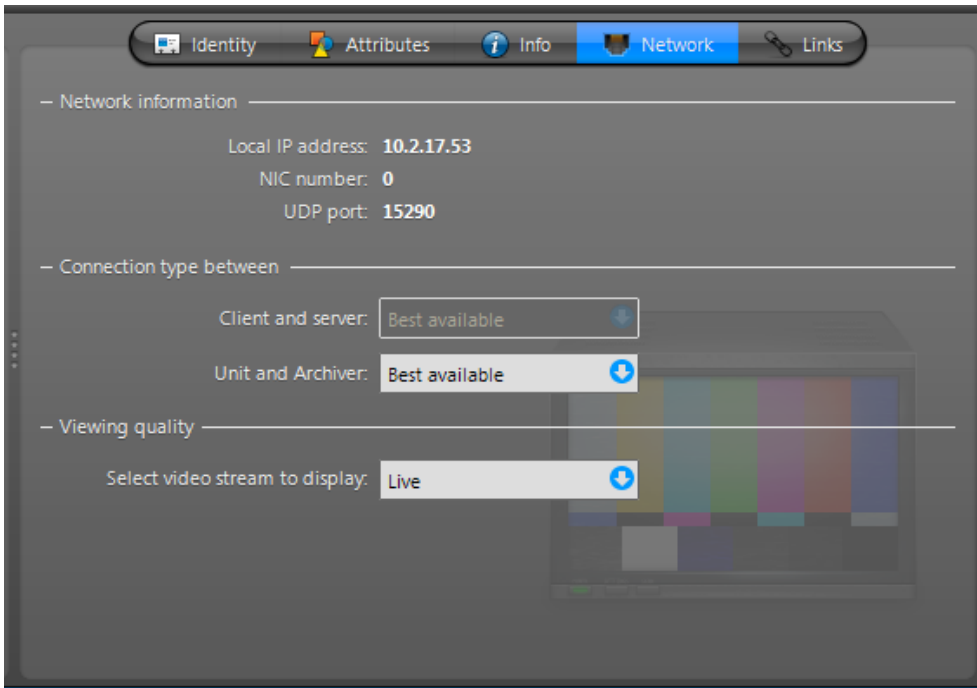 Identity Attributes Info Network Links
Network information
Local IP address: 10.2.17.53
NIC number: 0
UDP port: 15290
Connection type between
Client and server: Best available
Unit and Archiver: Best available
Viewing quality
Select video stream to display: Live